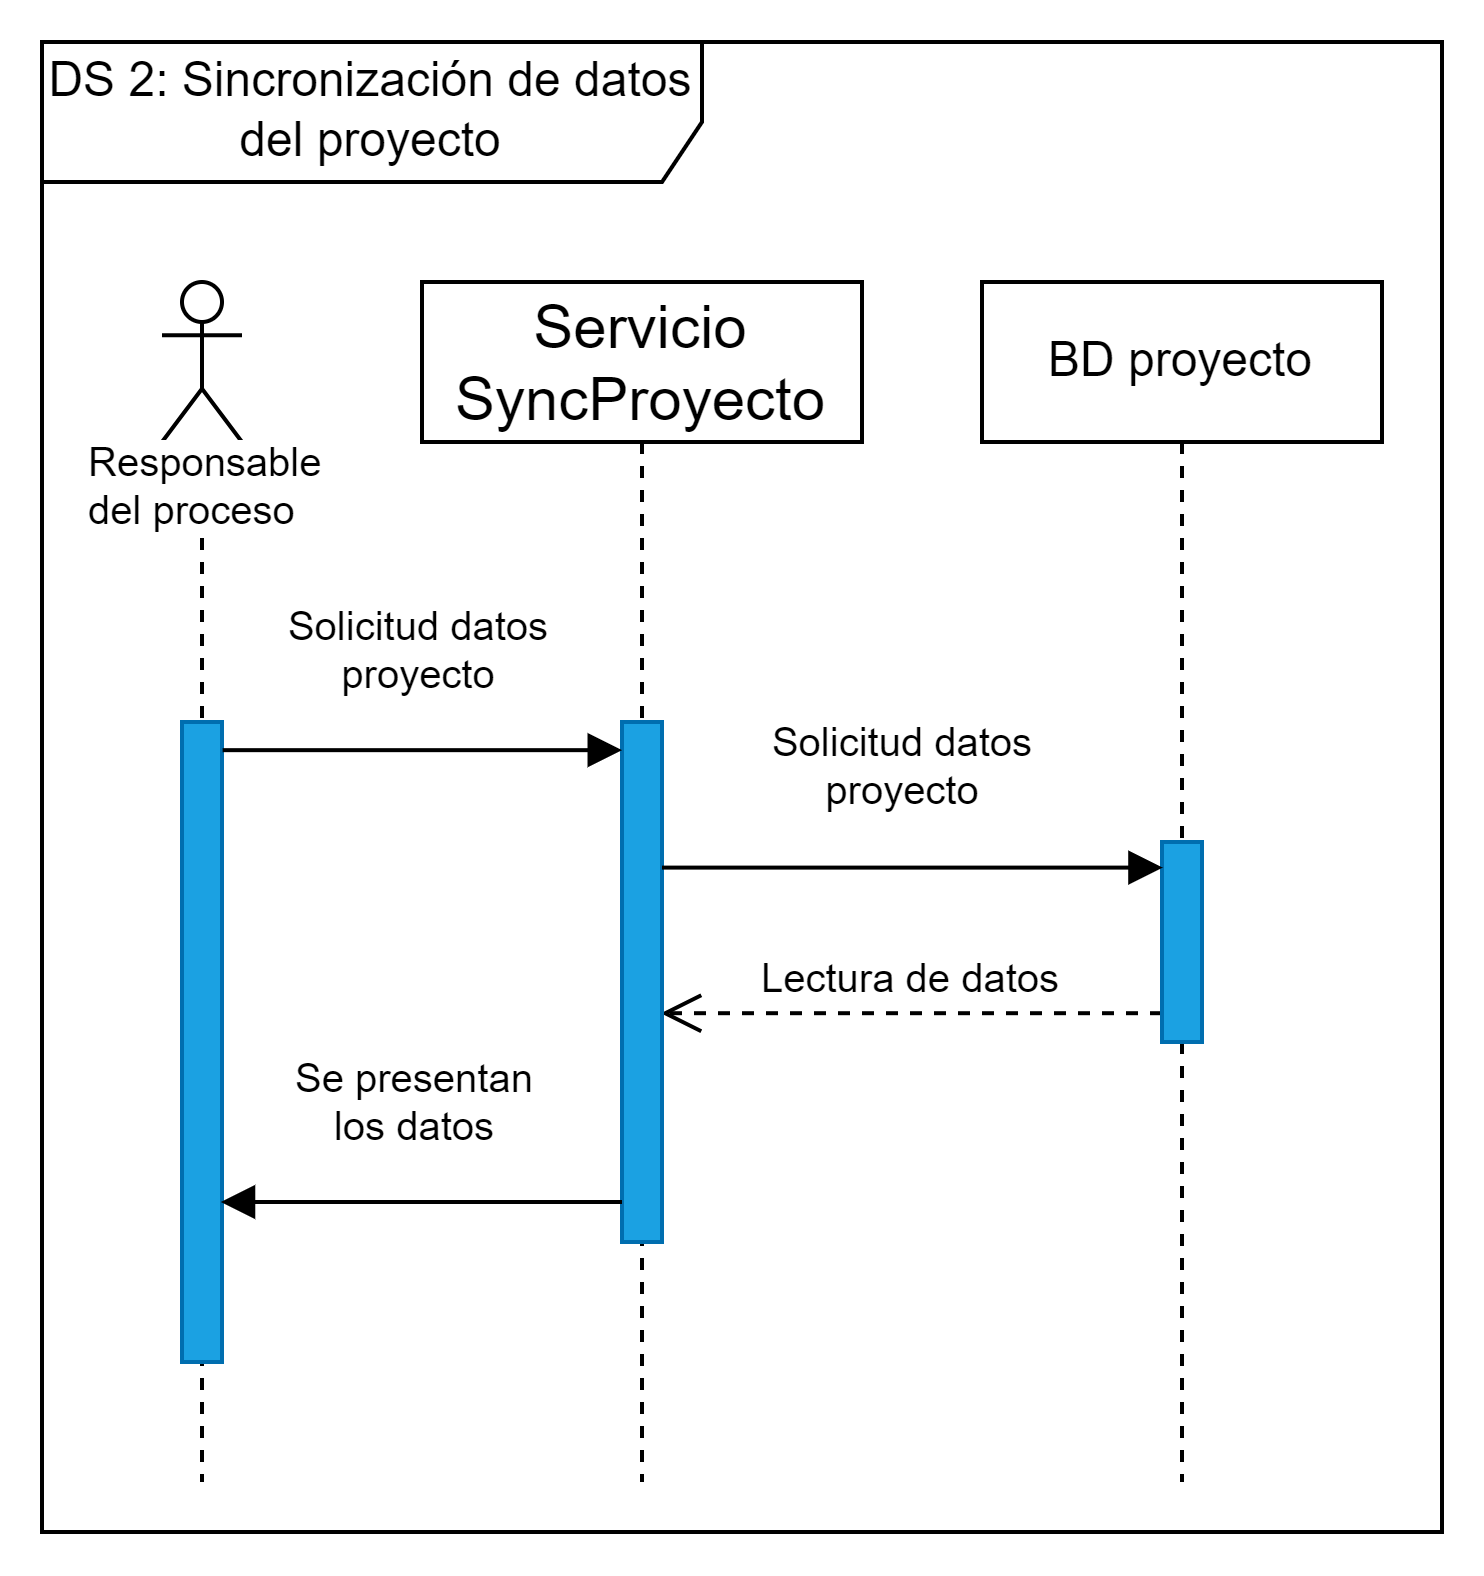 DS 2: Sincronización de datos
del proyecto
Responsable
del proceso
Servicio
SyncProyecto
BD proyecto
Solicitud datos
proyecto
Solicitud datos
proyecto
Lectura de datos
Se presentan
los datos